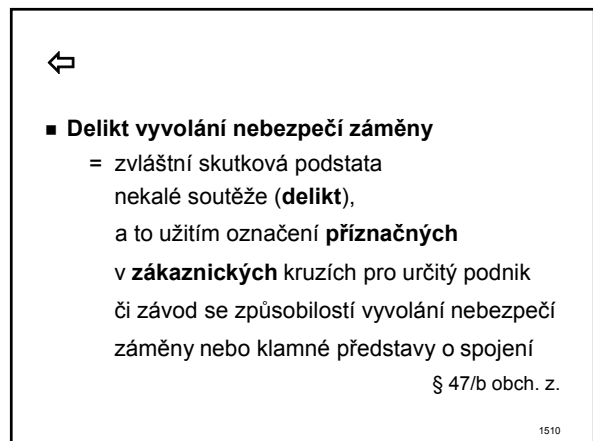 ⇦
■ Delikt vyvolání nebezpečí záměny
= zvláštní skutková podstata
nekalé soutěže (delikt),
a to užitím označení příznačných
v zákaznických kruzích pro určitý podnik
či závod se způsobilostí vyvolání nebezpečí
záměny nebo klamné představy o spojení
§ 47/b obch. z.
1510